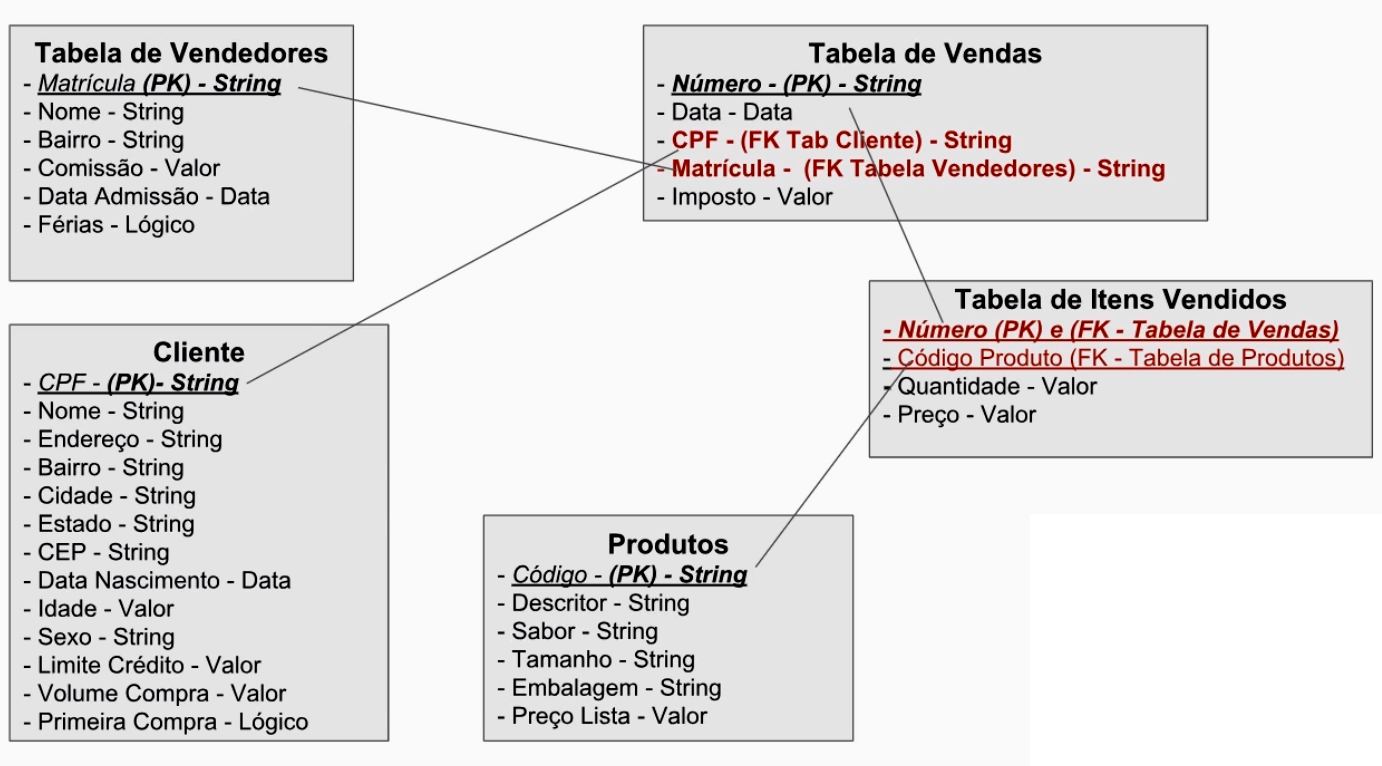 Tabela de Vendedores
- Matrícula (PK) - String
- Nome - String
- Bairro - String
- Comissão - Valor
- Data Admissão - Data
- Férias - Lógico
Tabela de Vendas
- Número - (PK) - String
- Data - Data
- CPF - (FK Tab Cliente) - String
- Matrícula - (FK Tabela Vendedores) - String
- Imposto - Valor
Tabela de Itens Vendidos
- Número (PK) e (FK - Tabela de Vendas)
- Código Produto (FK - Tabela de Produtos)
- Quantidade - Valor
- Preço - Valor
Cliente
- CPF - (PK)- String
- Nome - String
- Endereço - String
- Bairro - String
- Cidade - String
- Estado - String
- CEP - String
- Data Nascimento - Data
- Idade - Valor
- Sexo - String
- Limite Crédito - Valor
- Volume Compra - Valor
- Primeira Compra - Lógico
Produtos
- Código - (PK) - String
- Descritor - String
- Sabor - String
- Tamanho - String
- Embalagem - String
- Preço Lista - Valor